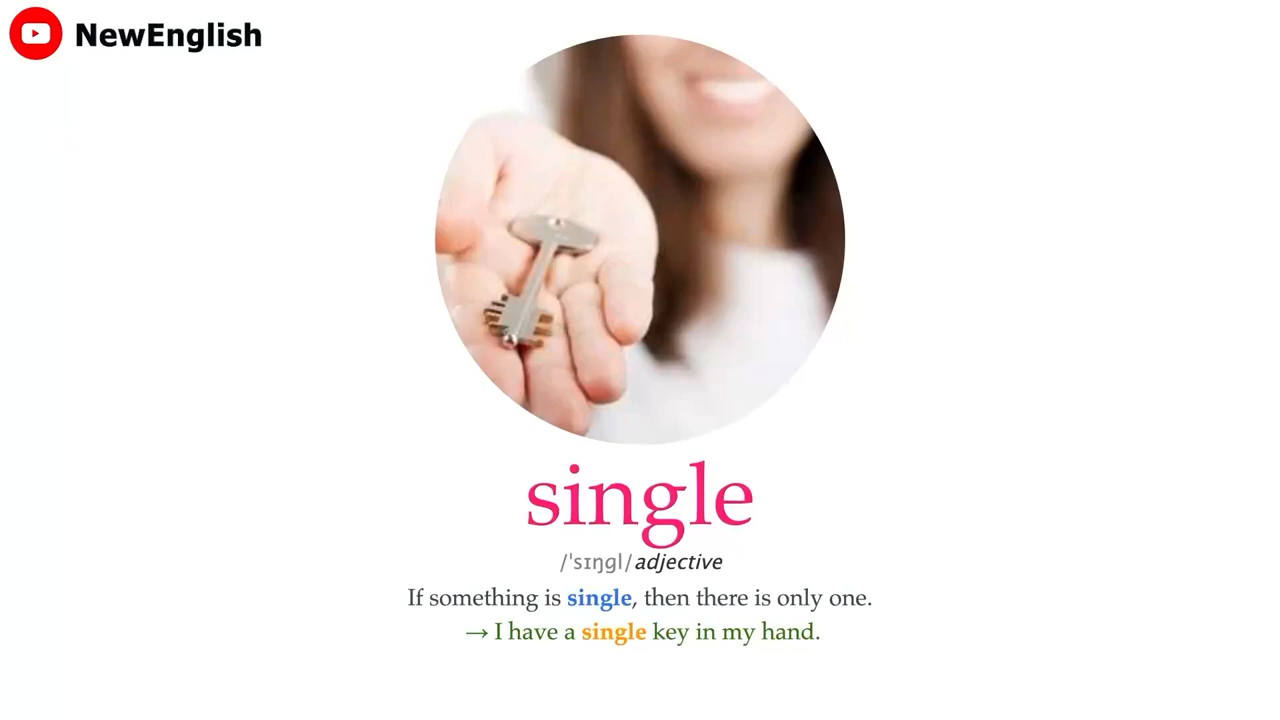 NewEnglish
single
/ˈsɪŋɡl/adjective
If something is single, then there is only one.
→ I have a single key in my hand.